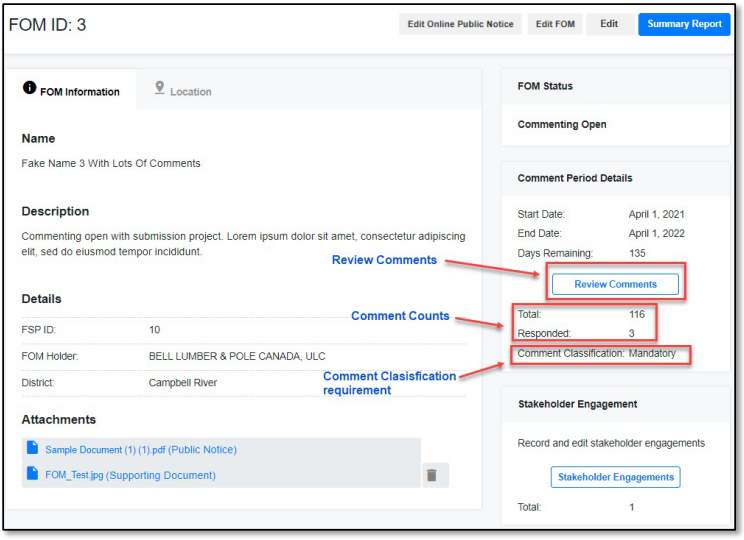 FOM ID: 3
Edit Online Public Notice
Edit FOM
Edit
Summary Report
FOM Information
Location
Name
Fake Name 3 With Lots Of Comments
Description
Commenting open with submission project. Lorem ipsum dolor sit amet, consectetur adipiscing
elit, sed do eiusmod tempor incididunt.
Review Comments
Details
Comment Counts
FSP ID: 10
FOM Holder: BELL LUMBER & POLE CANADA, ULC
District: Campbell River
Comment Clasisfication
requirement
Attachments
Sample Document (1) (1).pdf (Public Notice)
FOM_Test.jpg (Supporting Document)
FOM Status
Commenting Open
Comment Period Details
Start Date: April 1, 2021
End Date: April 1, 2022
Days Remaining: 135
Review Comments
Total: 116
Responded: 3
Comment Classification: Mandatory
Stakeholder Engagement
Record and edit stakeholder engagements
Stakeholder Engagements
Total: 1